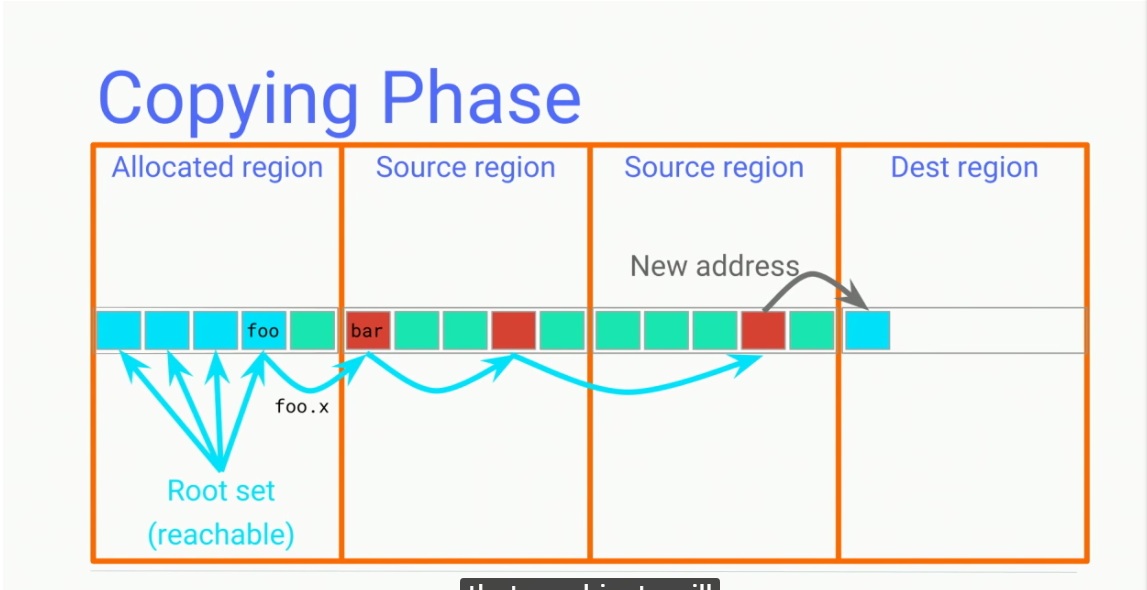 Copying Phase
Allocated region
Source region
Source region
Dest region
New address
foo
bar
foo.x
Root set
(reachable)